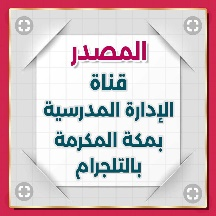 المصدر
قناة
الإدارة المدرسية
بمكة المكرمة
بالتلجرام